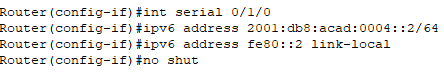 Router(config-if)#int serial 0/1/0
Router(config-if)#ipv6 address 2001:db8:acad:0004::2/64
Router(config-if)#ipv6 address fe80::2 link-local
Router(config-if)#no shut